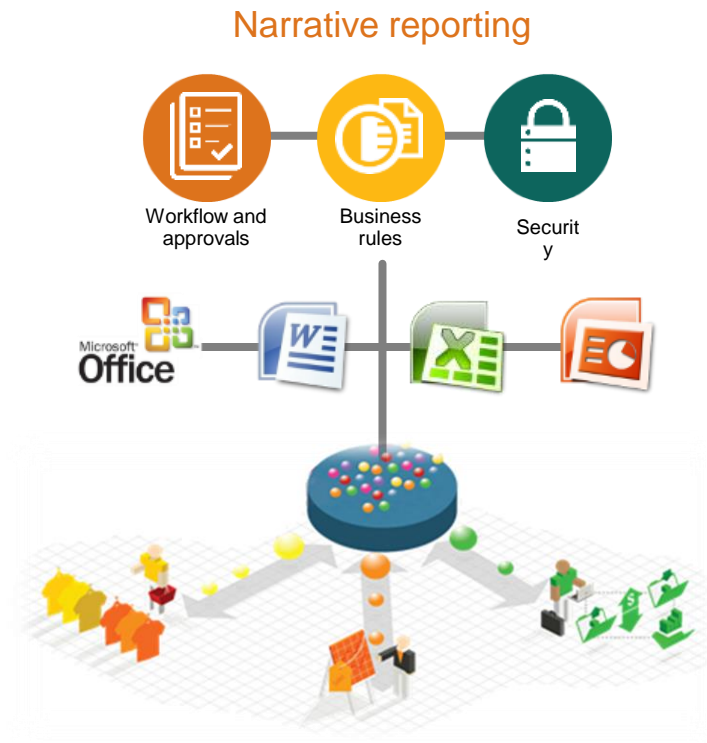 Narrative reporting
Workflow and
approvals
Business
rules
Securit
y
Microsoft
Office
W
X
$